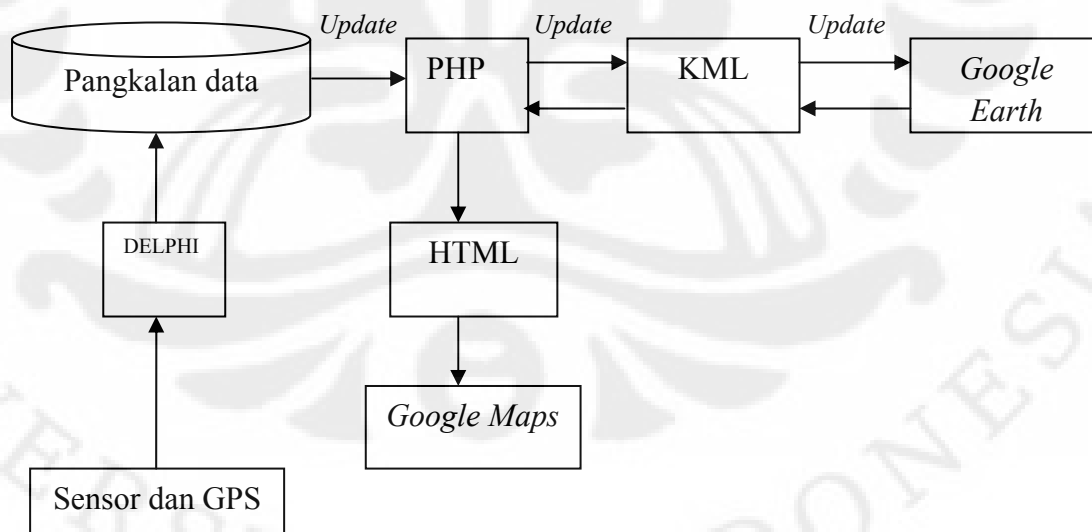 Update
Update
Update
Pangkalan data
PHP
KML
Google
Earth
DELPHI
HTML
Google Maps
Sensor dan GPS